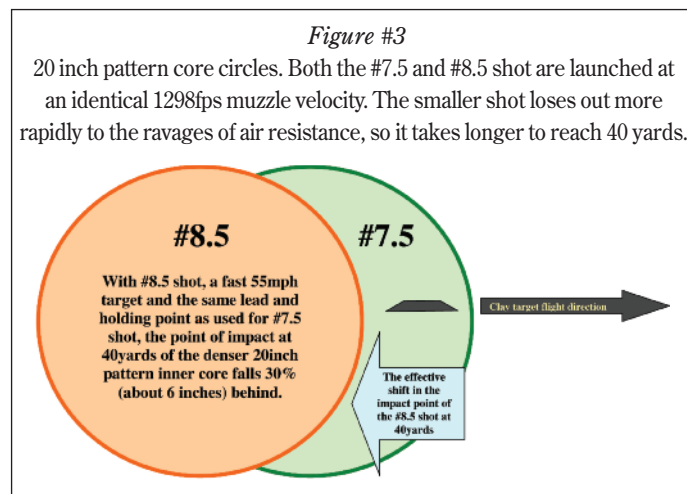 Figure #3
20 inch pattern core circles. Both the #7.5 and #8.5 shot are launched at
an identical 1298fps muzzle velocity. The smaller shot loses out more
rapidly to the ravages of air resistance, so it takes longer to reach 40 yards.
#8.5
With #8.5 shot, a fast 55mph
target and the same lead and
holding point as used for #7.5
shot, the point of impact at
40yards of the denser 20inch
pattern inner core falls 30%
(about 6 inches) behind.
#7.5
Clay target flight direction
The effective
shift in the
impact point of
the #8.5 shot at
40yards